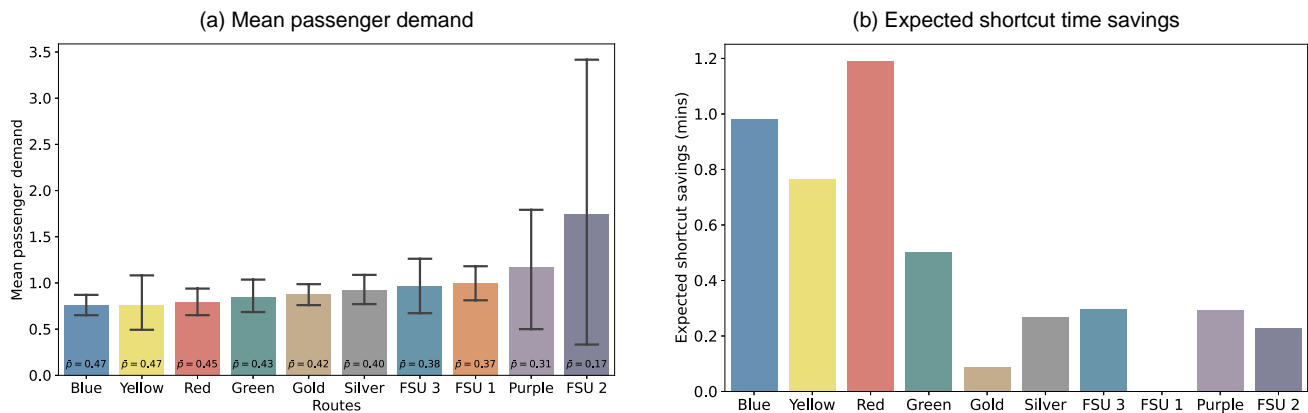 (a) Mean passenger demand
Mean passenger demand
3.5
3.0
2.5
2.0
1.5
1.0
0.5
0.0
p̄ = 0.47
p̄ = 0.47
p̄ = 0.45
p̄ = 0.43
p̄ = 0.42
p̄ = 0.40
p̄ = 0.38
p̄ = 0.37
p̄ = 0.31
p̄ = 0.17
Blue Yellow Red Green Gold Silver FSU 3 FSU 1 Purple FSU 2
Routes
(b) Expected shortcut time savings
Expected shortcut savings (mins)
1.2
1.0
0.8
0.6
0.4
0.2
0.0
Blue Yellow Red Green Gold Silver FSU 3 FSU 1 Purple FSU 2